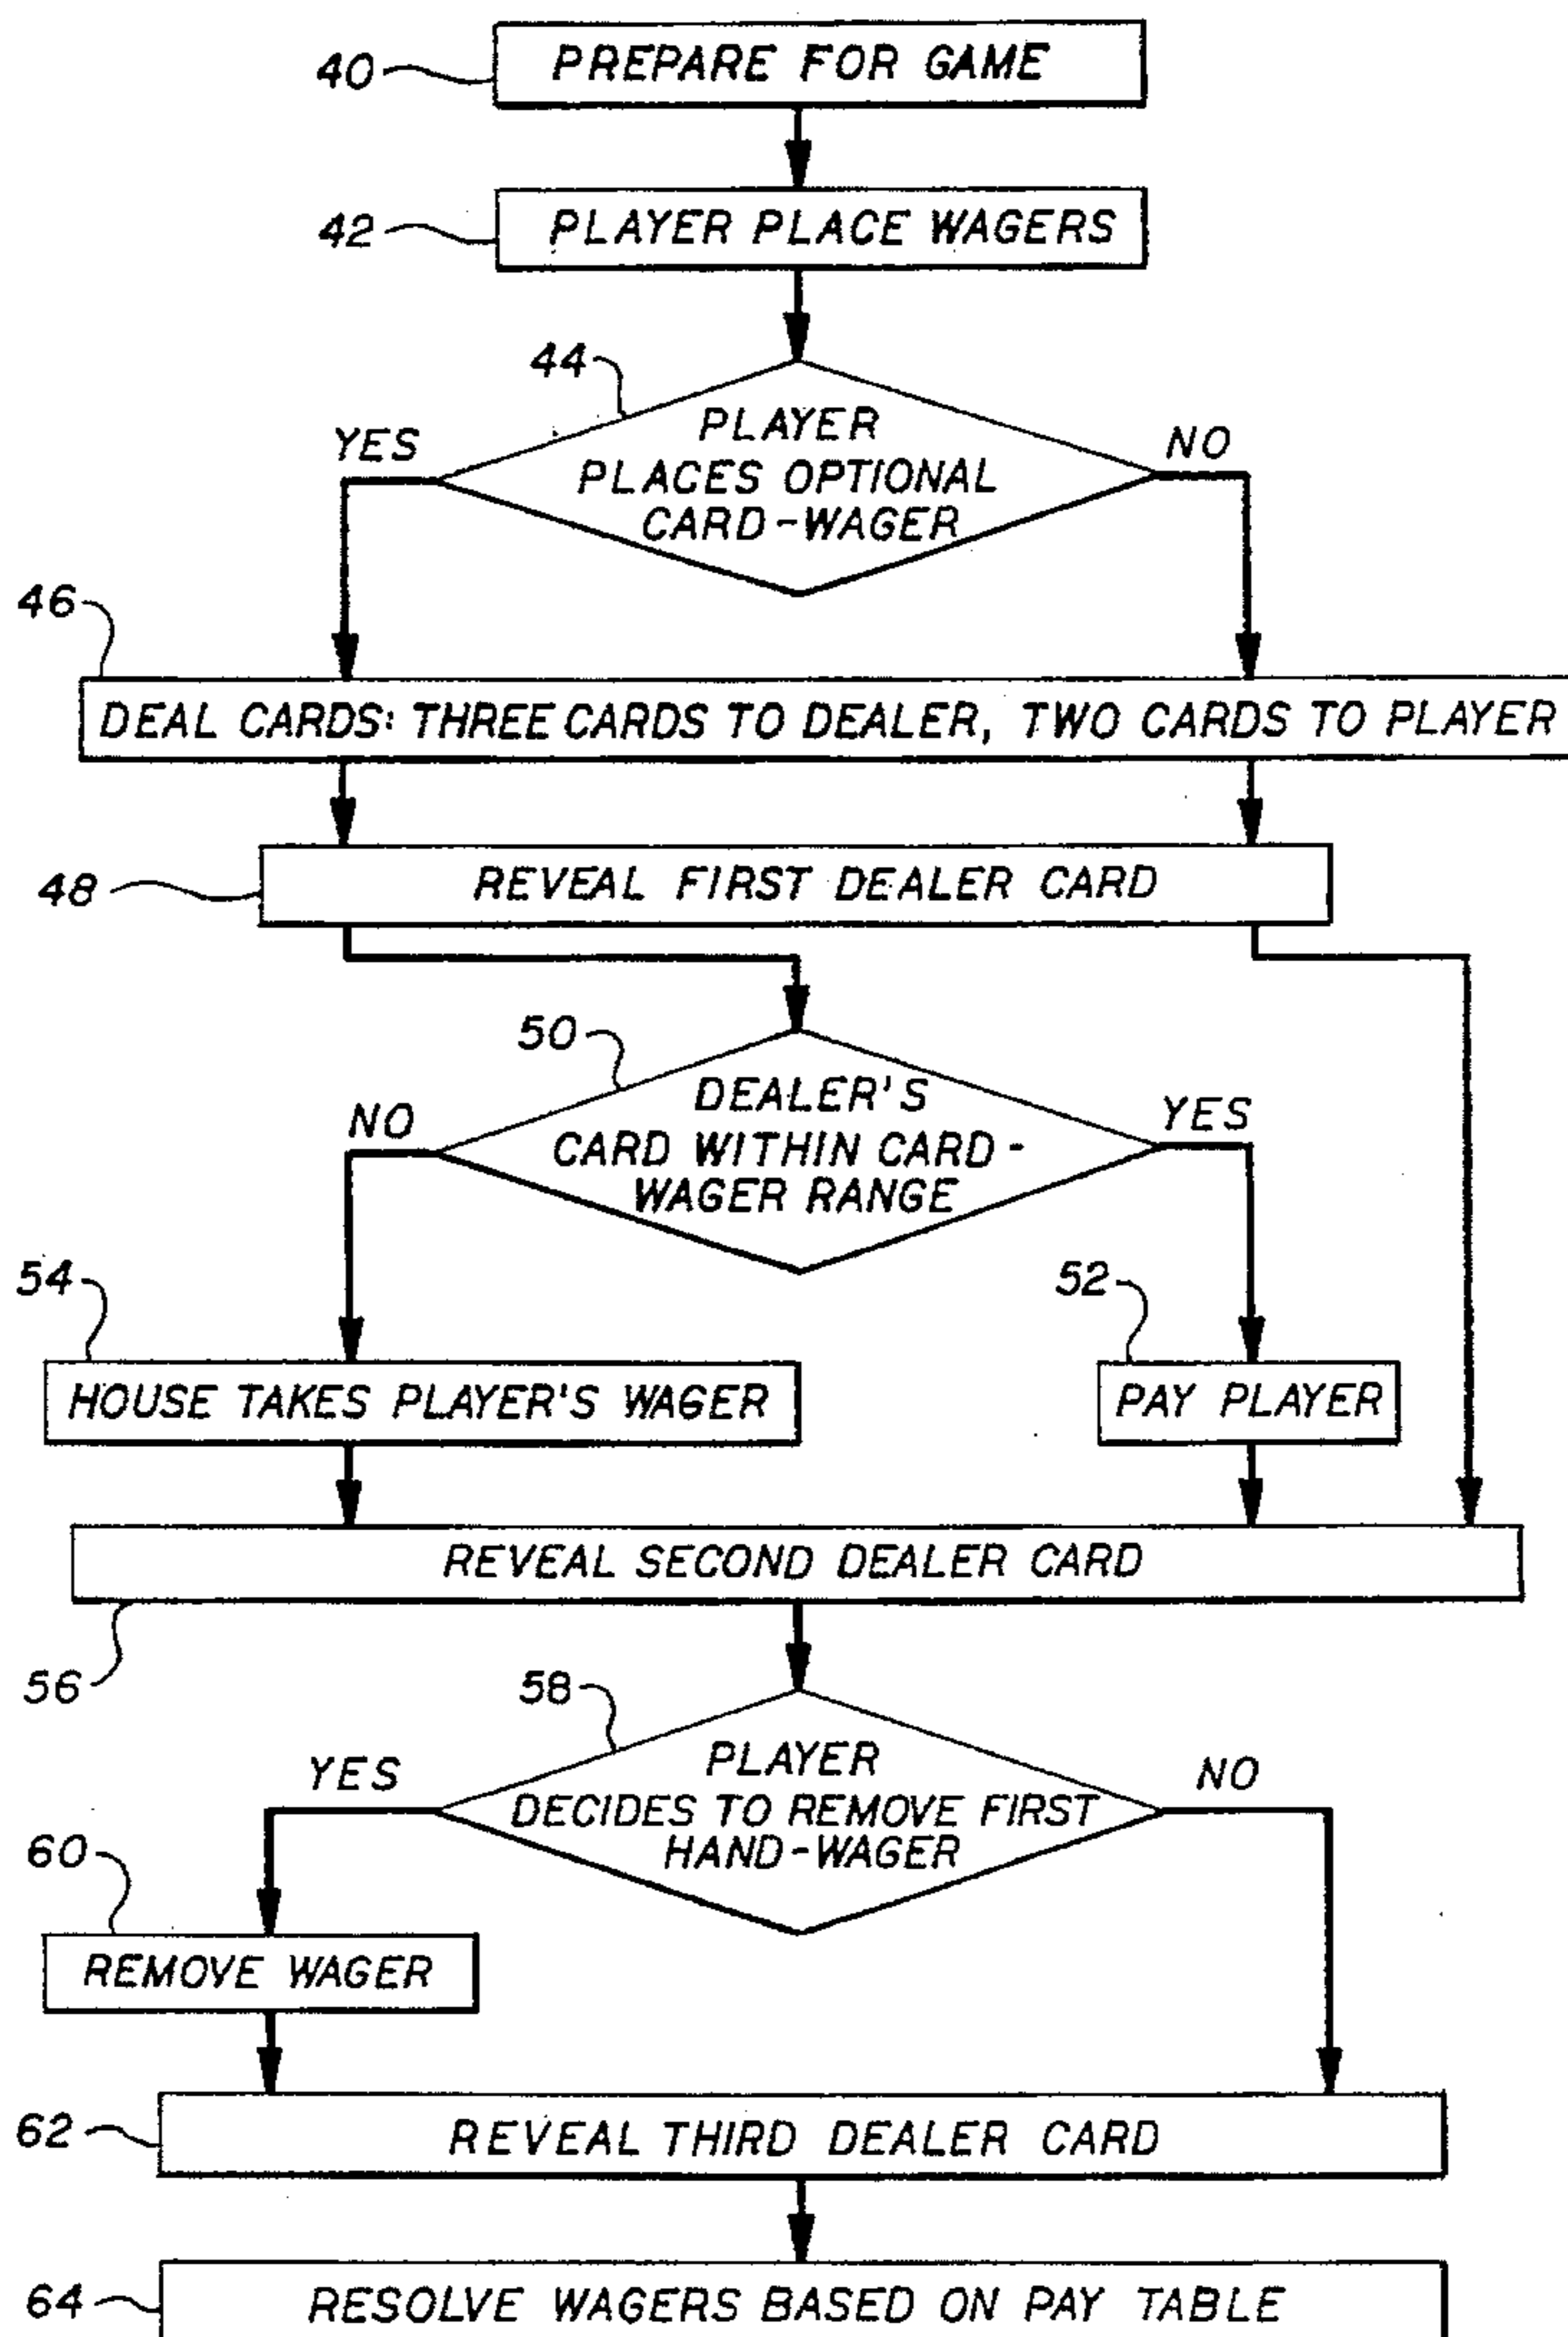 40
PREPARE FOR GAME
42
PLAYER PLACE WAGERS
44
PLAYER
PLACES OPTIONAL
CARD-WAGER
YES
NO
46
DEAL CARDS: THREE CARDS TO DEALER, TWO CARDS TO PLAYER
48
REVEAL FIRST DEALER CARD
50
DEALER'S
CARD WITHIN CARD-
WAGER RANGE
NO
YES
54
HOUSE TAKES PLAYER'S WAGER
52
PAY PLAYER
REVEAL SECOND DEALER CARD
56
58
PLAYER
DECIDES TO REMOVE FIRST
HAND-WAGER
YES
NO
60
REMOVE WAGER
62
REVEAL THIRD DEALER CARD
64
RESOLVE WAGERS BASED ON PAY TABLE